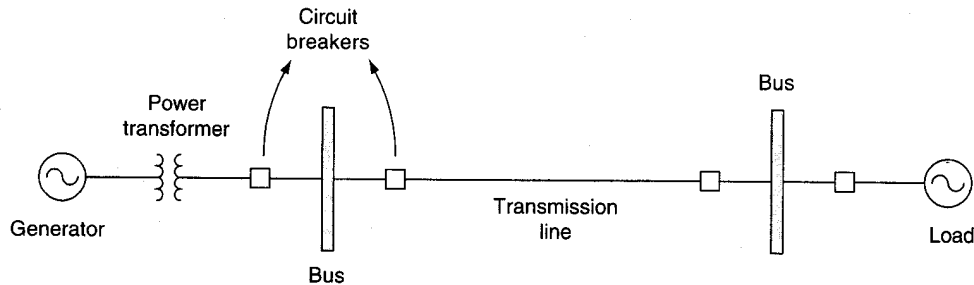 Circuit
breakers
Bus
Power
transformer
Generator
Transmission
line
Load
Bus